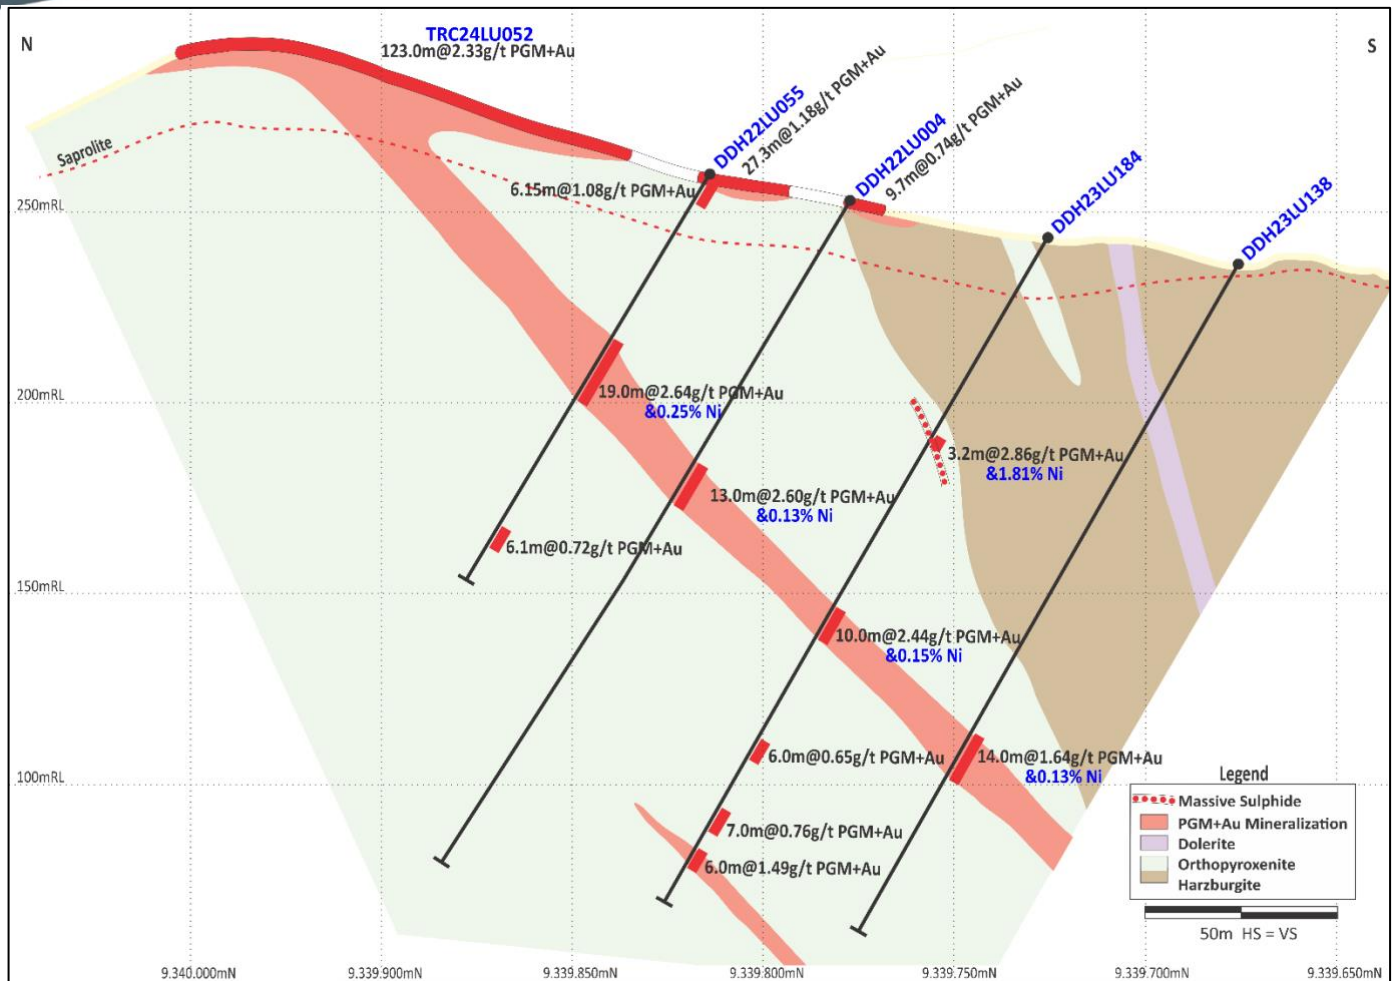 N
S
TRC24LU052
123.0m@2.33g/t PGM+Au
DDH22LU055
27.3m@1.18g/t PGM+Au
DDH22LU004
9.7m@0.74g/t PGM+Au
DDH23LU184
DDH23LU138
Saprolite
6.15m@1.08g/t PGM+Au
250mRL
200mRL
150mRL
100mRL
19.0m@2.64g/t PGM+Au
&0.25% Ni
3.2m@2.86g/t PGM+Au
&1.81% Ni
13.0m@2.60g/t PGM+Au
&0.13% Ni
6.1m@0.72g/t PGM+Au
10.0m@2.44g/t PGM+Au
&0.15% Ni
6.0m@0.65g/t PGM+Au
14.0m@1.64g/t PGM+Au
&0.13% Ni
7.0m@0.76g/t PGM+Au
6.0m@1.49g/t PGM+Au
Legend
Massive Sulphide
PGM+Au Mineralization
Dolerite
Orthopyroxenite
Harzburgite
50m HS = VS
9.340.000mN
9.339.900mN
9.339.850mN
9.339.800mN
9.339.750mN
9.339.700mN
9.339.650mN